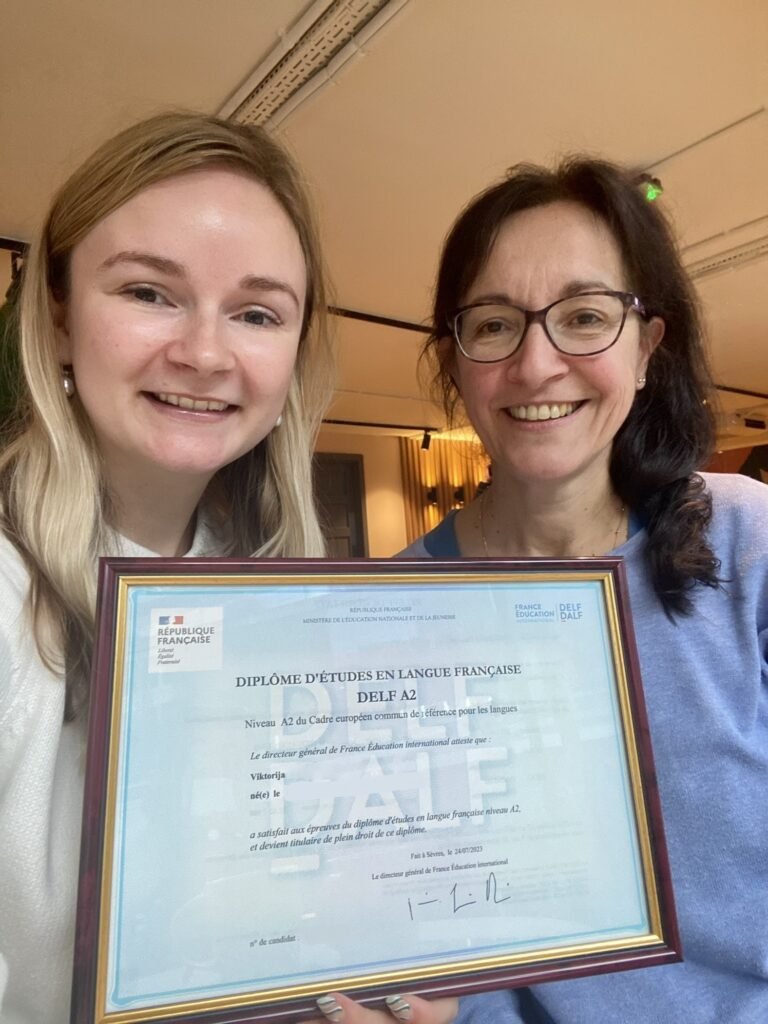 RÉPUBLIQUE
FRANÇAISE
Liberté
Égalité
Fraternité
RÉPUBLIQUE FRANÇAISE
MINISTÈRE DE L'ÉDUCATION NATIONALE ET DE LA JEUNESSE
FRANCE
ÉDUCATION
INTERNATIONAL
DELF
DALF
DIPLÔME D'ÉTUDES EN LANGUE FRANÇAISE
DELF A2
Niveau A2 du Cadre européen commun de référence pour les langues
Le directeur général de France Éducation international atteste que :
Viktorija
né(e) le
a satisfait aux épreuves du diplôme d'études en langue française niveau A2,
et devient titulaire de plein droit de ce diplôme.
Fait à Sèvres, le 24/07/2023
Le directeur général de France Éducation international
n° de candidat :
DELF
DALF